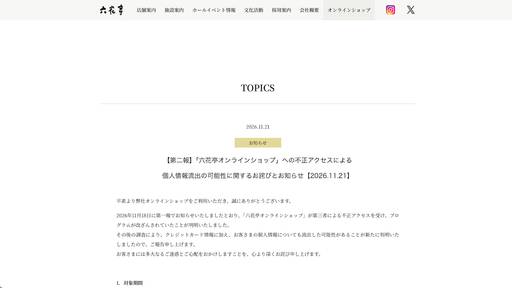 六花亭
店舗案内 施設案内 ホールイベント情報 文化活動 採用案内 会社概要 オンラインショップ
TOPICS
2026.11.21
お知らせ
【第二報】「六花亭オンラインショップ」への不正アクセスによる
個人情報流出の可能性に関するお詫びとお知らせ【2026.11.21】
平素より弊社オンラインショップをご利用いただき、誠にありがとうございます。
2026年11月18日に第一報でお知らせいたしましたとおり、「六花亭オンラインショップ」が第三者による不正アクセスを受け、プロ
グラムが改ざんされていたことが判明いたしました。
その後の調査により、クレジットカード情報に加え、お客さまの個人情報についても流出した可能性があることが新たに判明いた
しましたので、ご報告申し上げます。
お客さまには多大なるご迷惑とご心配をおかけしますことを、心より深くお詫び申し上げます。
1. 対象期間